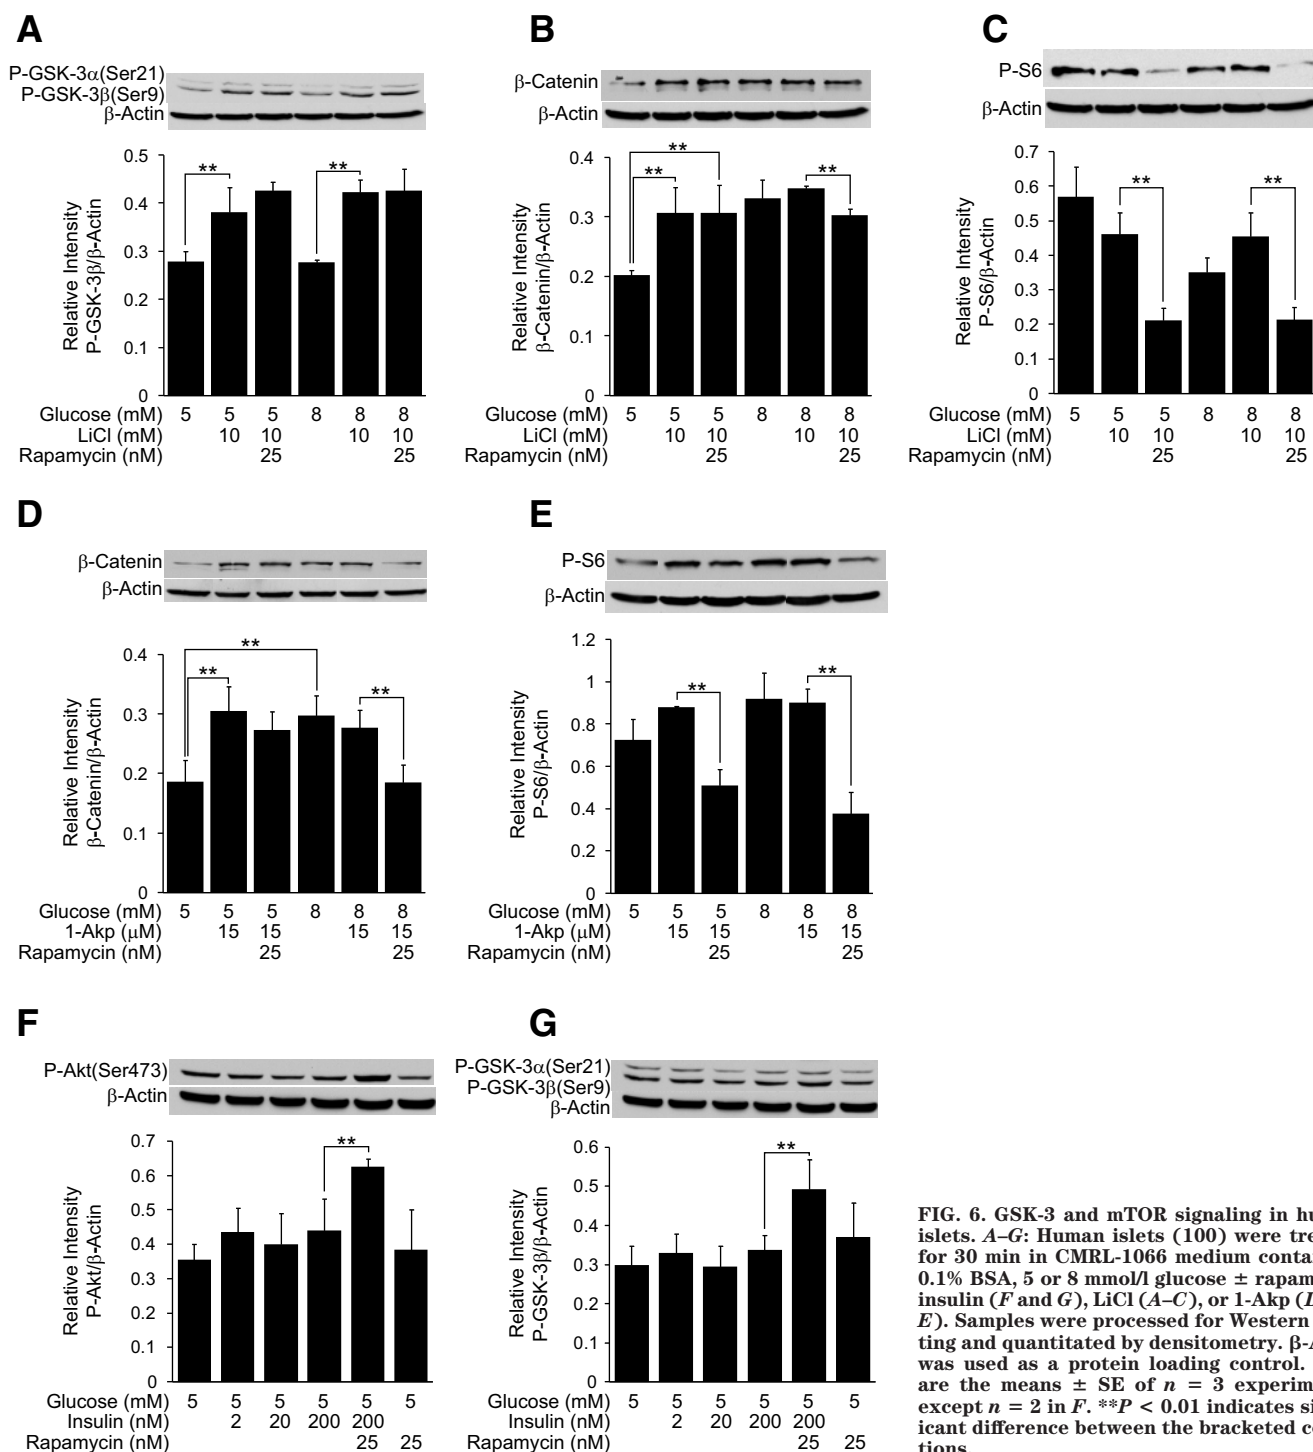 A
P-GSK-3α(Ser21)
P-GSK-3β(Ser9)
β-Actin
Relative Intensity
P-GSK-3β/β-Actin
0.5
0.4
0.3
0.2
0.1
0
**
**
Glucose (mM) 5 5 5 8 8 8
LiCl (mM) 10 10 10 10
Rapamycin (nM) 25 25
B
β-Catenin
β-Actin
Relative Intensity
β-Catenin/β-Actin
0.4
0.3
0.2
0.1
0
**
**
**
Glucose (mM) 5 5 5 8 8 8
LiCl (mM) 10 10 10 10
Rapamycin (nM) 25 25
C
P-S6
β-Actin
Relative Intensity
P-S6/β-Actin
0.7
0.6
0.5
0.4
0.3
0.2
0.1
0
**
**
Glucose (mM) 5 5 5 8 8 8
LiCl (mM) 10 10 10 10
Rapamycin (nM) 25 25
D
β-Catenin
β-Actin
Relative Intensity
β-Catenin/β-Actin
0.4
0.3
0.2
0.1
0
**
**
**
Glucose (mM) 5 5 5 8 8 8
1-Akp (μM) 15 15 15 15
Rapamycin (nM) 25 25
E
P-S6
β-Actin
Relative Intensity
P-S6/β-Actin
1.2
1
0.8
0.6
0.4
0.2
0
**
**
Glucose (mM) 5 5 5 8 8 8
1-Akp (μM) 15 15 15 15
Rapamycin (nM) 25 25
F
P-Akt(Ser473)
β-Actin
Relative Intensity
P-Akt/β-Actin
0.7
0.6
0.5
0.4
0.3
0.2
0.1
0
**
Glucose (mM) 5 5 5 5 5 5
Insulin (nM) 2 20 200 200
Rapamycin (nM) 25 25
G
P-GSK-3α(Ser21)
P-GSK-3β(Ser9)
β-Actin
Relative Intensity
P-GSK-3β/β-Actin
0.6
0.5
0.4
0.3
0.2
0.1
0
**
Glucose (mM) 5 5 5 5 5 5
Insulin (nM) 2 20 200 200
Rapamycin (nM) 25 25
FIG. 6. GSK-3 and mTOR signaling in hu
islets. A–G: Human islets (100) were tre
for 30 min in CMRL-1066 medium conta
0.1% BSA, 5 or 8 mmol/l glucose ± rapam
insulin (F and G), LiCl (A–C), or 1-Akp (
E). Samples were processed for Western
ting and quantitated by densitometry. β-
was used as a protein loading control.
are the means ± SE of n = 3 experim
except n = 2 in F. **P < 0.01 indicates si
icant difference between the bracketed c
tions.